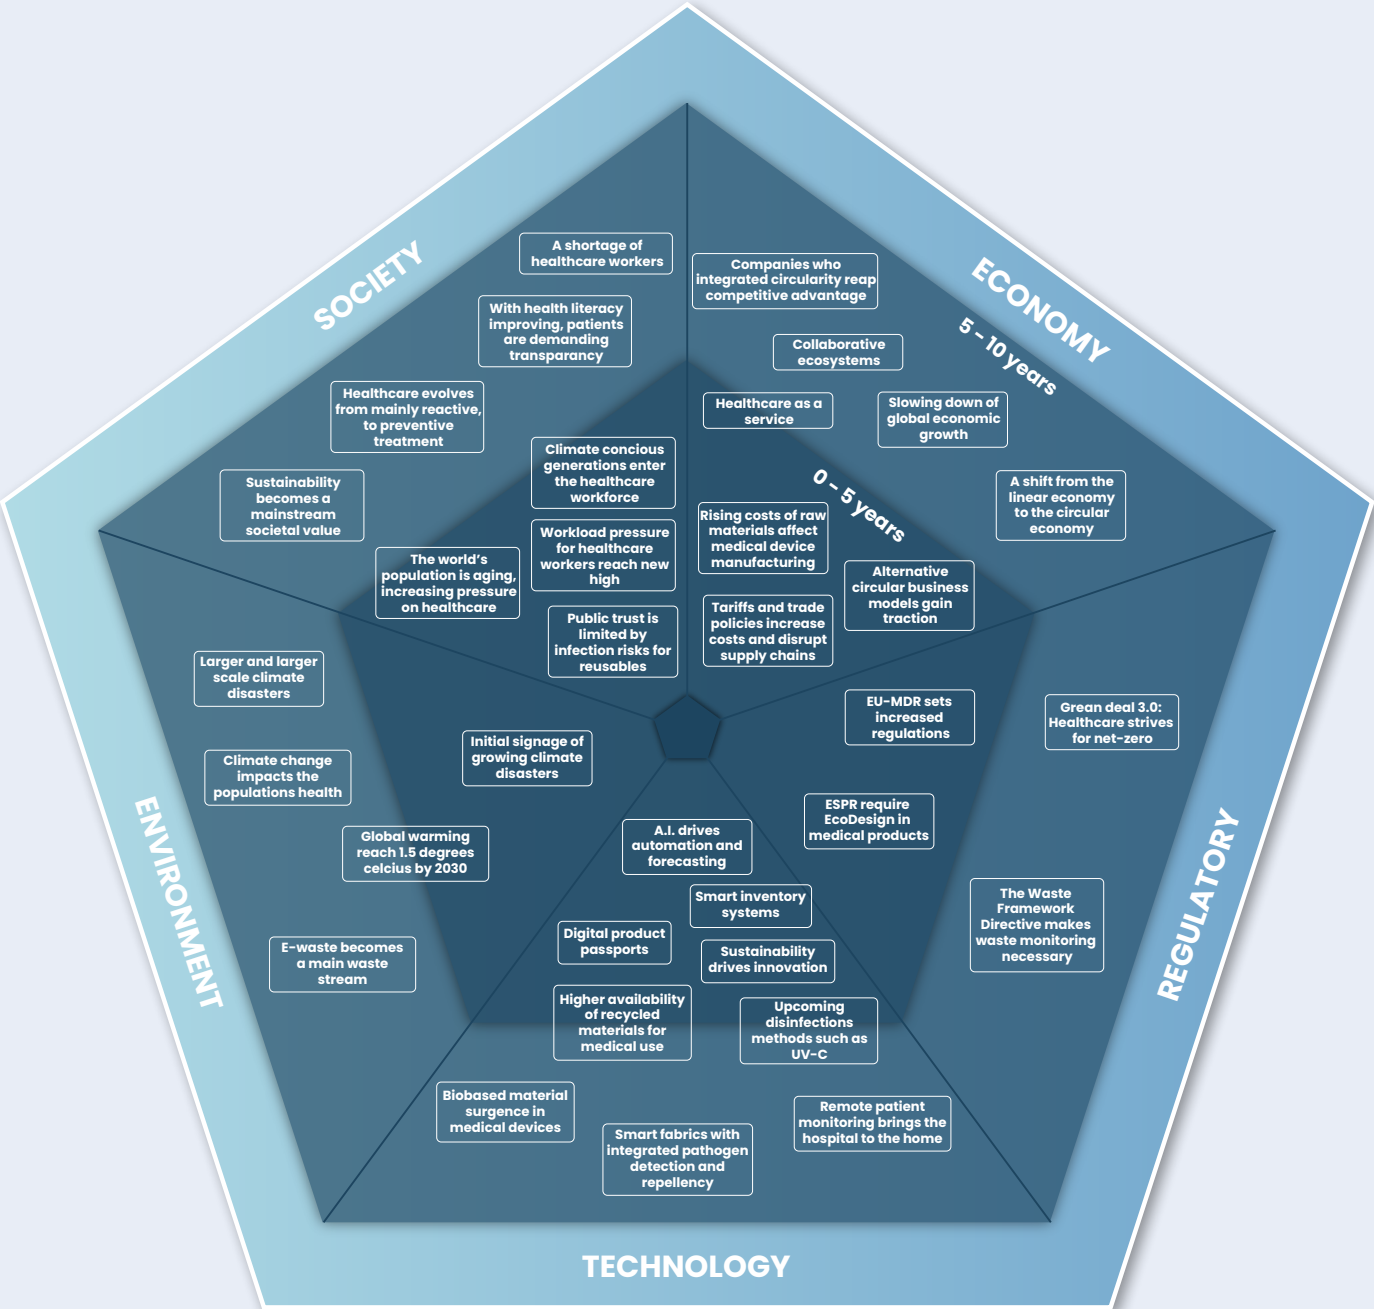 SOCIETY
A shortage of
healthcare workers
With health literacy
improving, patients
are demanding
transparancy
Healthcare evolves
from mainly reactive,
to preventive
treatment
Sustainability
becomes a
mainstream
societal value
Climate concious
generations enter
the healthcare
workforce
Workload pressure
for healthcare
workers reach new
high
The world's
population is aging,
increasing pressure
on healthcare
Public trust is
limited by
infection risks for
reusables
ECONOMY
5 – 10 years
Companies who
integrated circularity reap
competitive advantage
Collaborative
ecosystems
Healthcare as a
service
Slowing down of
global economic
growth
A shift from the
linear economy
to the circular
economy
0 – 5 years
Rising costs of raw
materials affect
medical device
manufacturing
Alternative
circular business
models gain
traction
Tariffs and trade
policies increase
costs and disrupt
supply chains
REGULATORY
EU-MDR sets
increased
regulations
Grean deal 3.0:
Healthcare strives
for net-zero
ESPR require
EcoDesign in
medical products
The Waste
Framework
Directive makes
waste monitoring
necessary
ENVIRONMENT
Larger and larger
scale climate
disasters
Initial signage of
growing climate
disasters
Climate change
impacts the
populations health
Global warming
reach 1.5 degrees
celcius by 2030
E-waste becomes
a main waste
stream
A.I. drives
automation and
forecasting
Smart inventory
systems
Digital product
passports
Sustainability
drives innovation
Higher availability
of recycled
materials for
medical use
Upcoming
disinfections
methods such as
UV-C
Biobased material
surgence in
medical devices
Remote patient
monitoring brings the
hospital to the home
Smart fabrics with
integrated pathogen
detection and
repellency
TECHNOLOGY